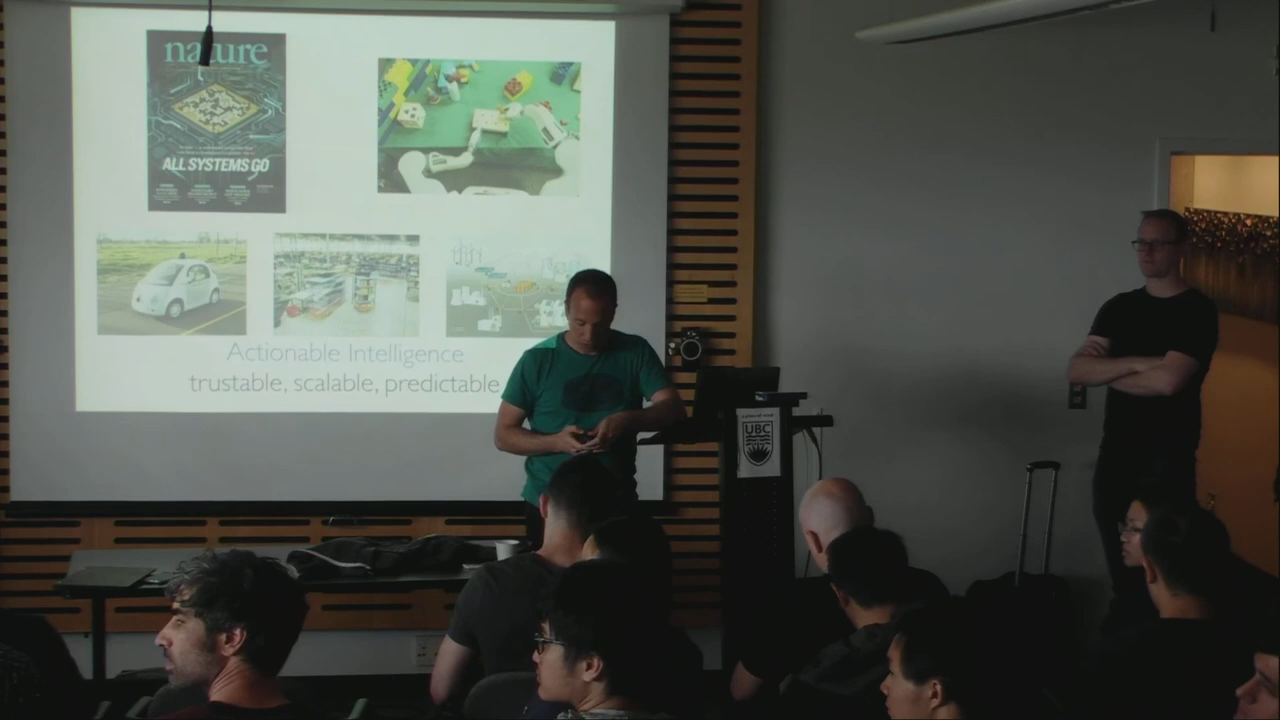 nature
ALL SYSTEMS GO
Actionable Intelligence
trustable, scalable, predictable
UBC